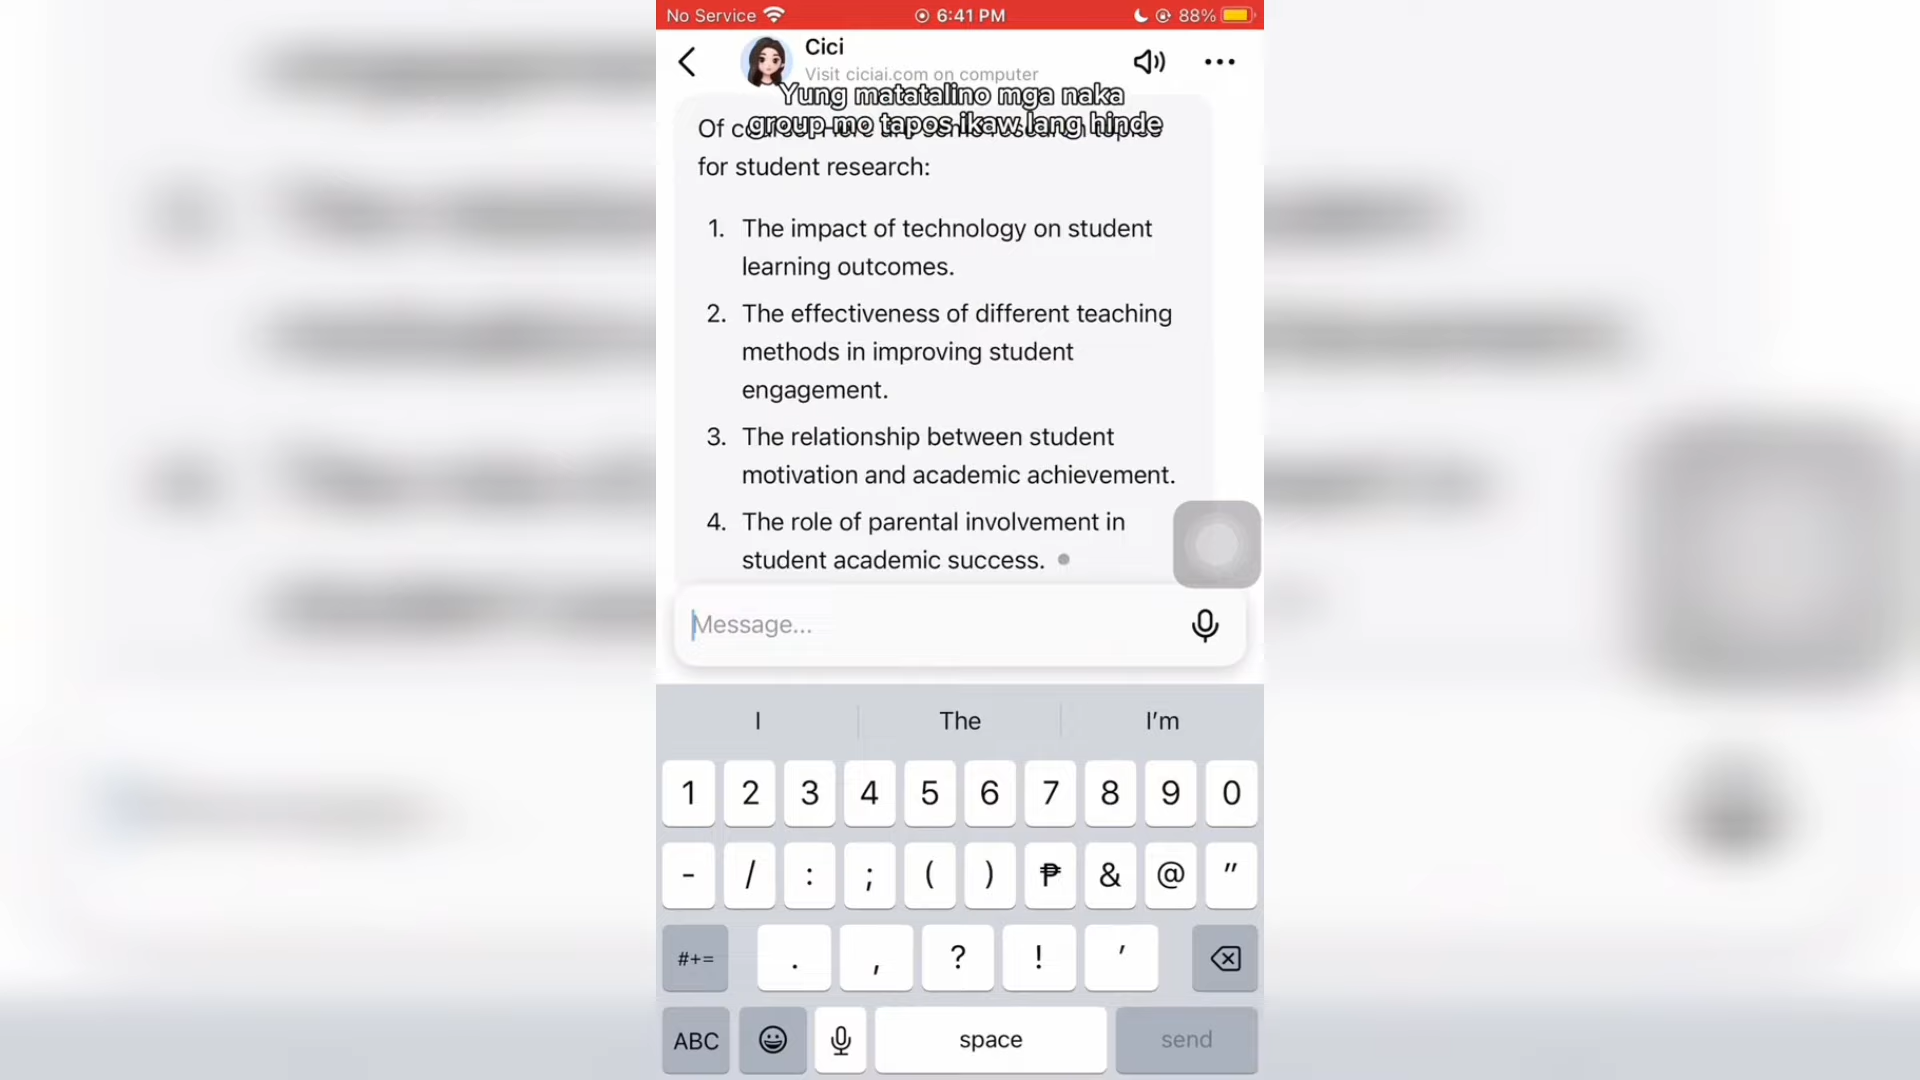 No Service 6:41 PM 88%
Cici
Visit ciciai.com on computer
Yung matatalino mga naka
group mo tapos ikaw lang hinde
Of
for student research:
1. The impact of technology on student
learning outcomes.
2. The effectiveness of different teaching
methods in improving student
engagement.
3. The relationship between student
motivation and academic achievement.
4. The role of parental involvement in
student academic success.
Message...
I The I’m
1 2 3 4 5 6 7 8 9 0
- / : ; ( ) ₱ & @ "
#+= . , ? ! ’
ABC space send